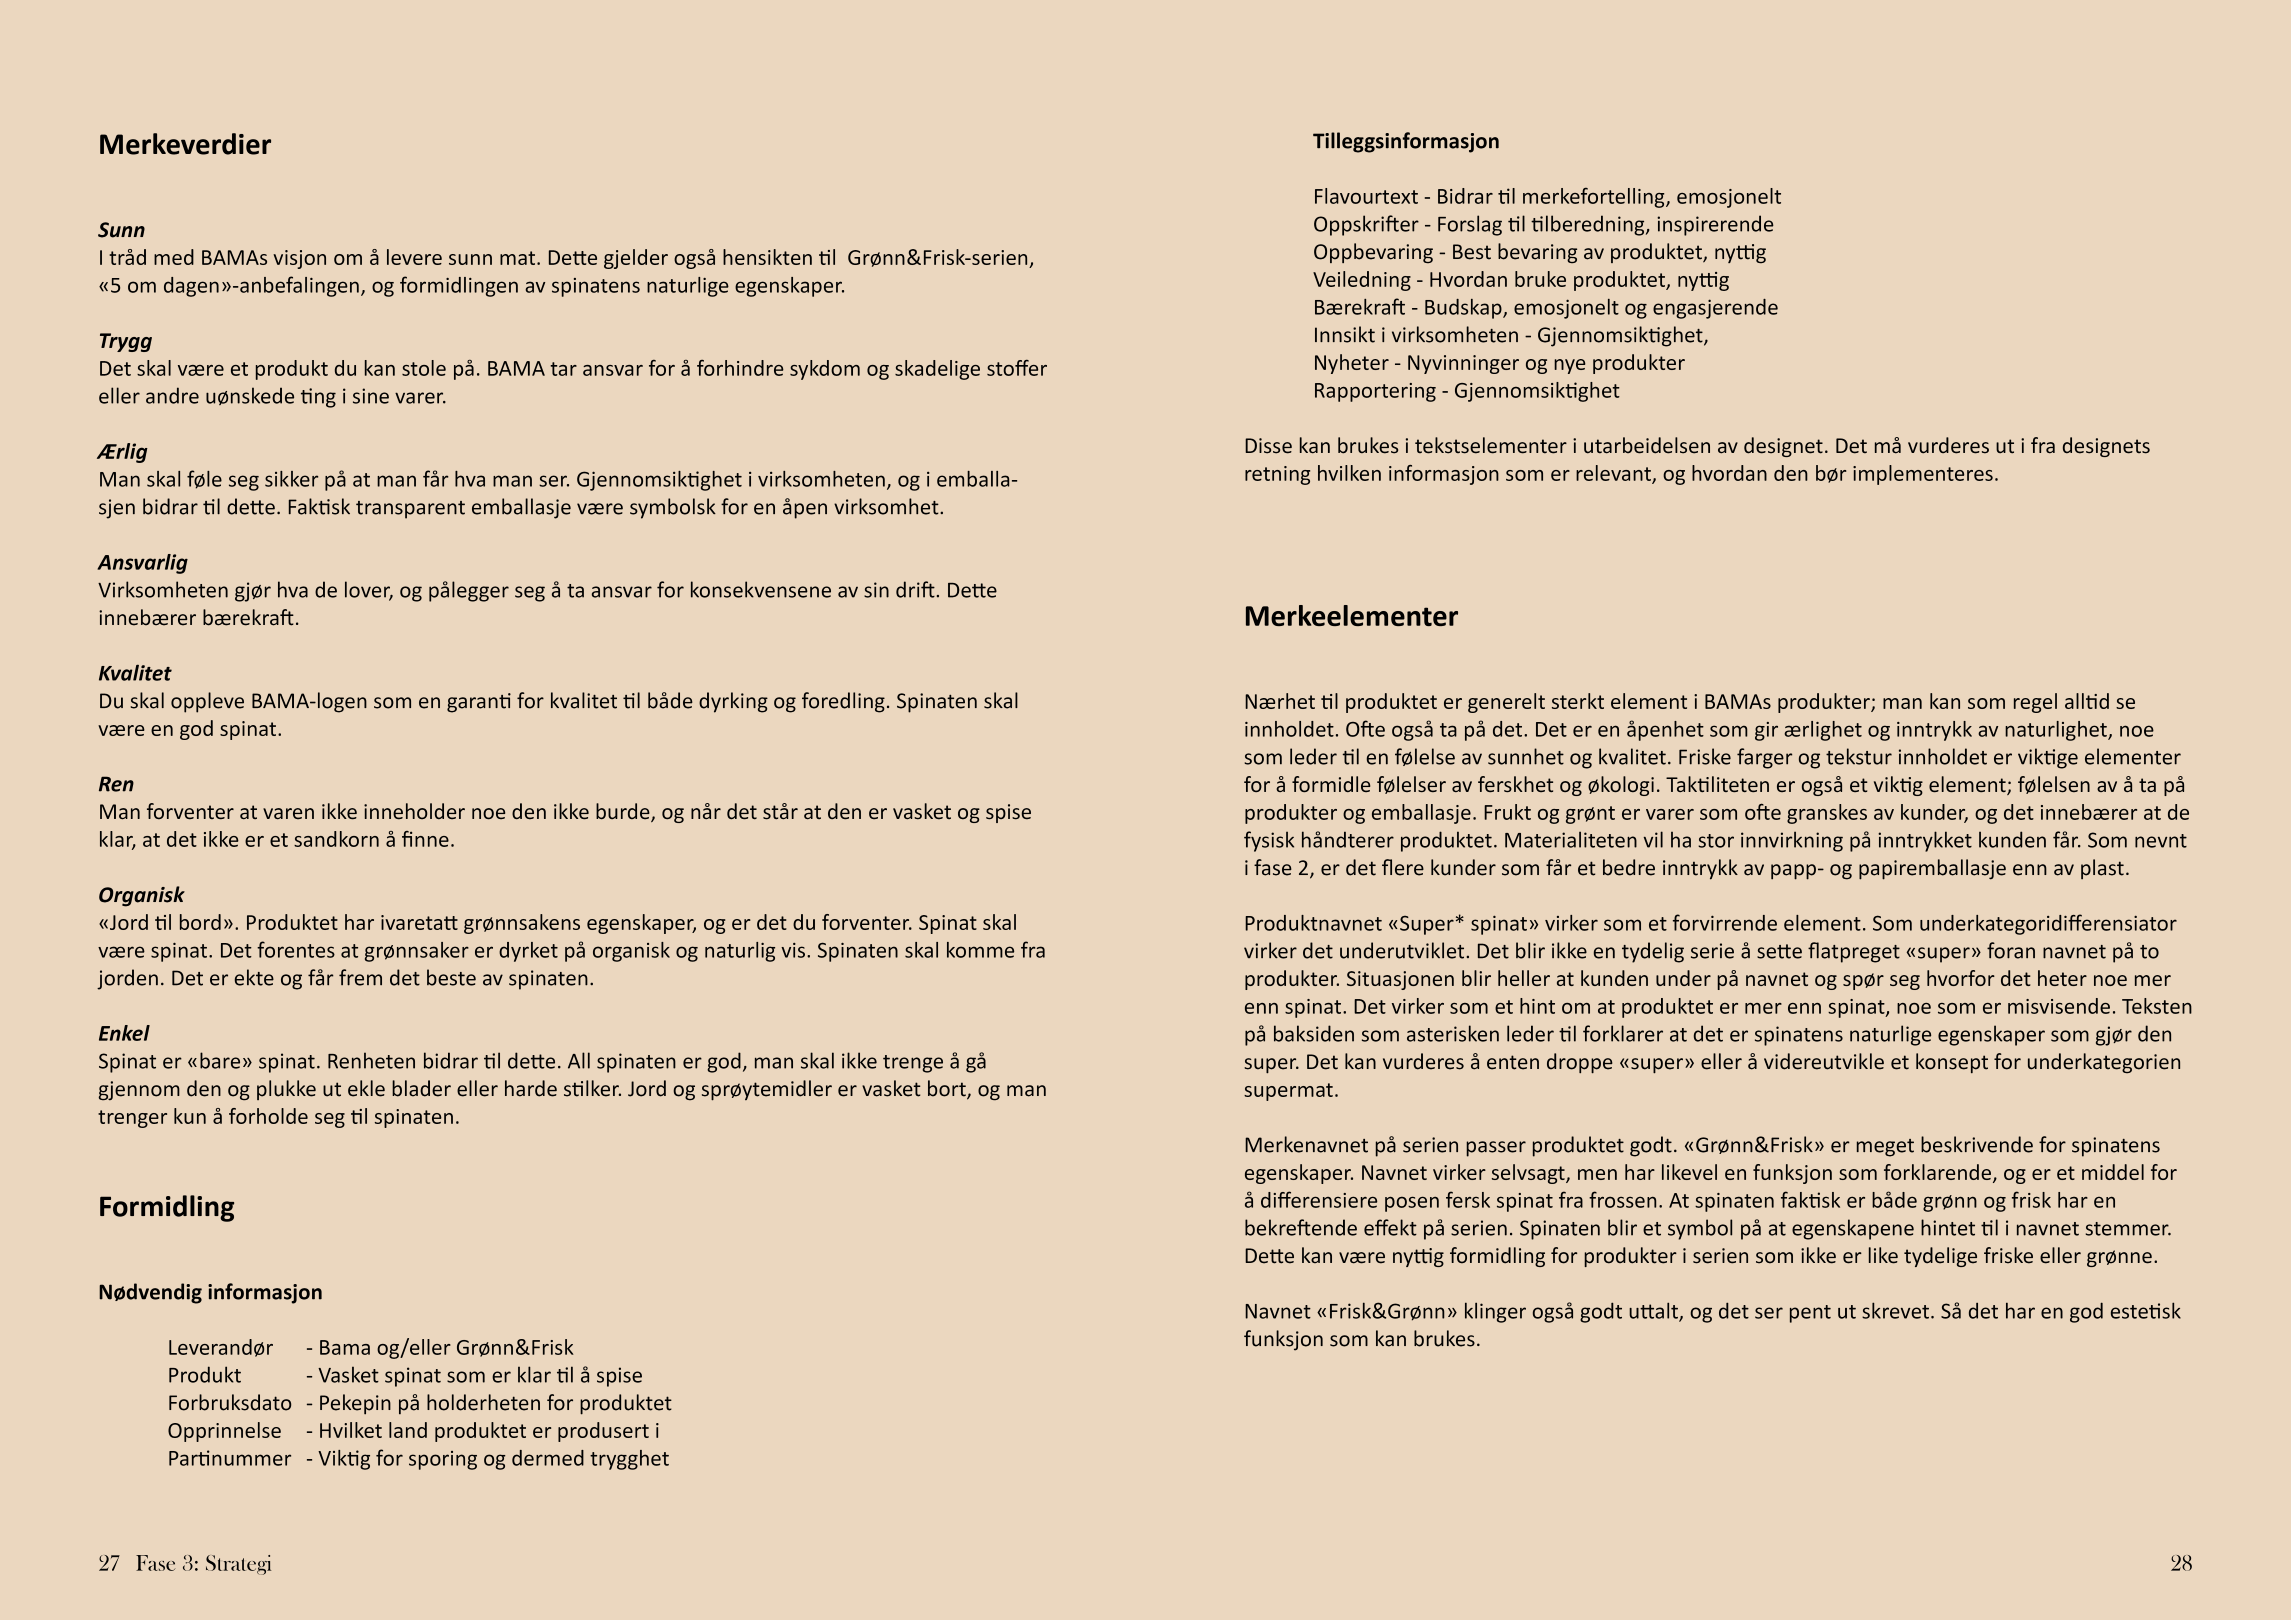 Merkeverdier
Sunn
I tråd med BAMAs visjon om å levere sunn mat. Dette gjelder også hensikten til  Grønn&Frisk-serien,
«5 om dagen»-anbefalingen, og formidlingen av spinatens naturlige egenskaper.
Trygg
Det skal være et produkt du kan stole på. BAMA tar ansvar for å forhindre sykdom og skadelige stoffer
eller andre uønskede ting i sine varer.
Ærlig
Man skal føle seg sikker på at man får hva man ser. Gjennomsiktighet i virksomheten, og i emballa-
sjen bidrar til dette. Faktisk transparent emballasje være symbolsk for en åpen virksomhet.
Ansvarlig
Virksomheten gjør hva de lover, og pålegger seg å ta ansvar for konsekvensene av sin drift. Dette
innebærer bærekraft.
Kvalitet
Du skal oppleve BAMA-logen som en garanti for kvalitet til både dyrking og foredling. Spinaten skal
være en god spinat.
Ren
Man forventer at varen ikke inneholder noe den ikke burde, og når det står at den er vasket og spise
klar, at det ikke er et sandkorn å finne.
Organisk
«Jord til bord». Produktet har ivaretatt grønnsakens egenskaper, og er det du forventer. Spinat skal
være spinat. Det forentes at grønnsaker er dyrket på organisk og naturlig vis. Spinaten skal komme fra
jorden. Det er ekte og får frem det beste av spinaten.
Enkel
Spinat er «bare» spinat. Renheten bidrar til dette. All spinaten er god, man skal ikke trenge å gå
gjennom den og plukke ut ekle blader eller harde stilker. Jord og sprøytemidler er vasket bort, og man
trenger kun å forholde seg til spinaten.
Formidling
Nødvendig informasjon
Leverandør - Bama og/eller Grønn&Frisk
Produkt - Vasket spinat som er klar til å spise
Forbruksdato - Pekepin på holderheten for produktet
Opprinnelse - Hvilket land produktet er produsert i
Partinummer - Viktig for sporing og dermed trygghet
27 Fase 3: Strategi
Tilleggsinformasjon
Flavourtext - Bidrar til merkefortelling, emosjonelt
Oppskrifter - Forslag til tilberedning, inspirerende
Oppbevaring - Best bevaring av produktet, nyttig
Veiledning - Hvordan bruke produktet, nyttig
Bærekraft - Budskap, emosjonelt og engasjerende
Innsikt i virksomheten - Gjennomsiktighet,
Nyheter - Nyvinninger og nye produkter
Rapportering - Gjennomsiktighet
Disse kan brukes i tekstselementer i utarbeidelsen av designet. Det må vurderes ut i fra designets
retning hvilken informasjon som er relevant, og hvordan den bør implementeres.
Merkeelementer
Nærhet til produktet er generelt sterkt element i BAMAs produkter; man kan som regel alltid se
innholdet. Ofte også ta på det. Det er en åpenhet som gir ærlighet og inntrykk av naturlighet, noe
som leder til en følelse av sunnhet og kvalitet. Friske farger og tekstur innholdet er viktige elementer
for å formidle følelser av ferskhet og økologi. Taktiliteten er også et viktig element; følelsen av å ta på
produkter og emballasje. Frukt og grønt er varer som ofte granskes av kunder, og det innebærer at de
fysisk håndterer produktet. Materialiteten vil ha stor innvirkning på inntrykket kunden får. Som nevnt
i fase 2, er det flere kunder som får et bedre inntrykk av papp- og papiremballasje enn av plast.
Produktnavnet «Super* spinat» virker som et forvirrende element. Som underkategoridifferensiator
virker det underutviklet. Det blir ikke en tydelig serie å sette flatpreget «super» foran navnet på to
produkter. Situasjonen blir heller at kunden under på navnet og spør seg hvorfor det heter noe mer
enn spinat. Det virker som et hint om at produktet er mer enn spinat, noe som er misvisende. Teksten
på baksiden som asterisken leder til forklarer at det er spinatens naturlige egenskaper som gjør den
super. Det kan vurderes å enten droppe «super» eller å videreutvikle et konsept for underkategorien
supermat.
Merkenavnet på serien passer produktet godt. «Grønn&Frisk» er meget beskrivende for spinatens
egenskaper. Navnet virker selvsagt, men har likevel en funksjon som forklarende, og er et middel for
å differensiere posen fersk spinat fra frossen. At spinaten faktisk er både grønn og frisk har en
bekreftende effekt på serien. Spinaten blir et symbol på at egenskapene hintet til i navnet stemmer.
Dette kan være nyttig formidling for produkter i serien som ikke er like tydelige friske eller grønne.
Navnet «Frisk&Grønn» klinger også godt uttalt, og det ser pent ut skrevet. Så det har en god estetisk
funksjon som kan brukes.
28